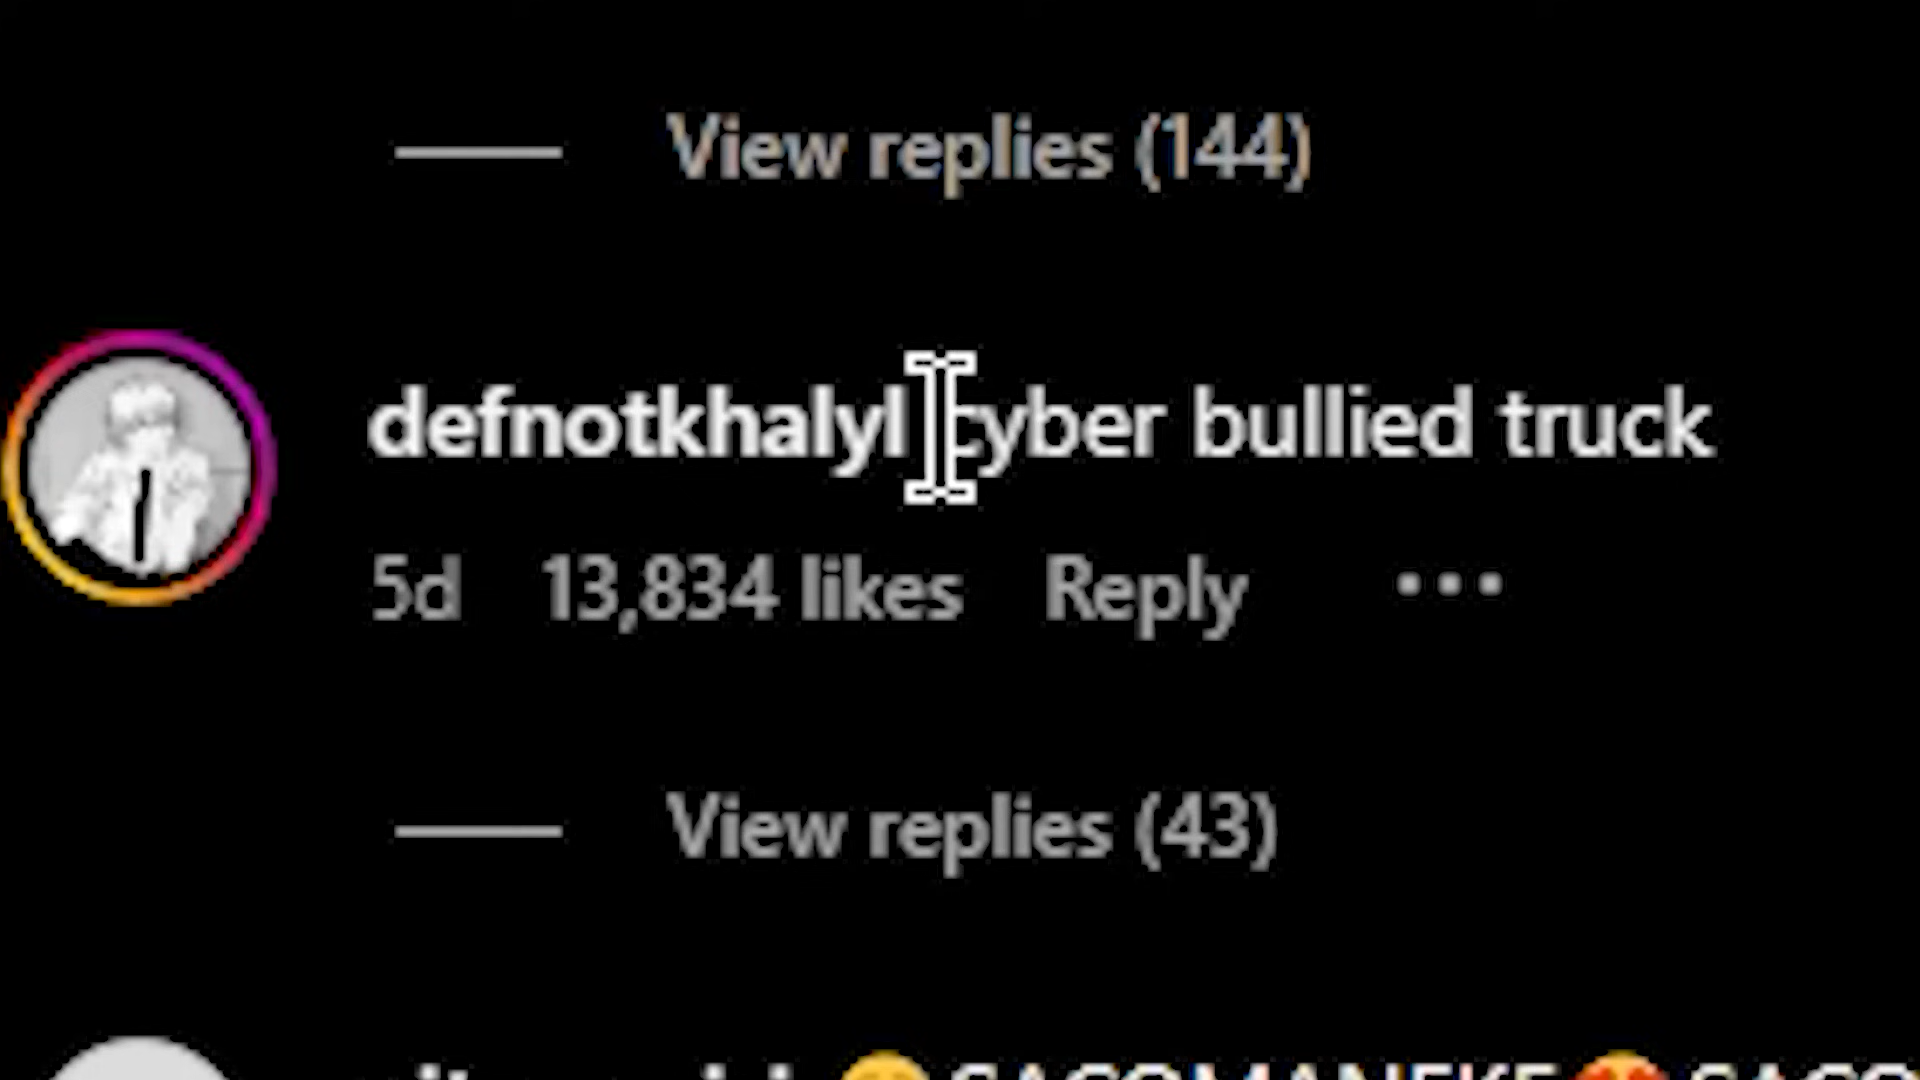 View replies (144)
defnotkhalyl cyber bullied truck
5d 13,834 likes Reply ...
View replies (43)